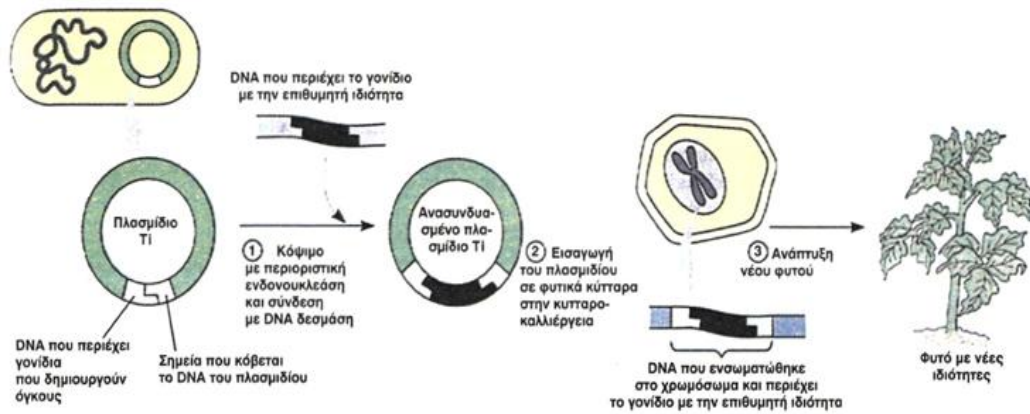 DNA που περιέχει το γονίδιο
με την επιθυμητή ιδιότητα
Πλασμίδιο
Ti
① Κόψιμο
με περιοριστική
ενδονουκλεάση
και σύνδεση
με DNA δεσμάση
Ανασυνδυα-
σμένο πλα-
σμίδιο Ti
② Εισαγωγή
του πλασμιδίου
σε φυτικά κύτταρα
στην κυτταρο-
καλλιέργεια
③ Ανάπτυξη
νέου φυτού
DNA που περιέχει
γονίδια
που δημιουργούν
όγκους
Σημεία που κόβεται
το DNA του πλασμιδίου
DNA που ενσωματώθηκε
στο χρωμόσωμα και περιέχει
το γονίδιο με την επιθυμητή ιδιότητα
Φυτό με νέες
ιδιότητες